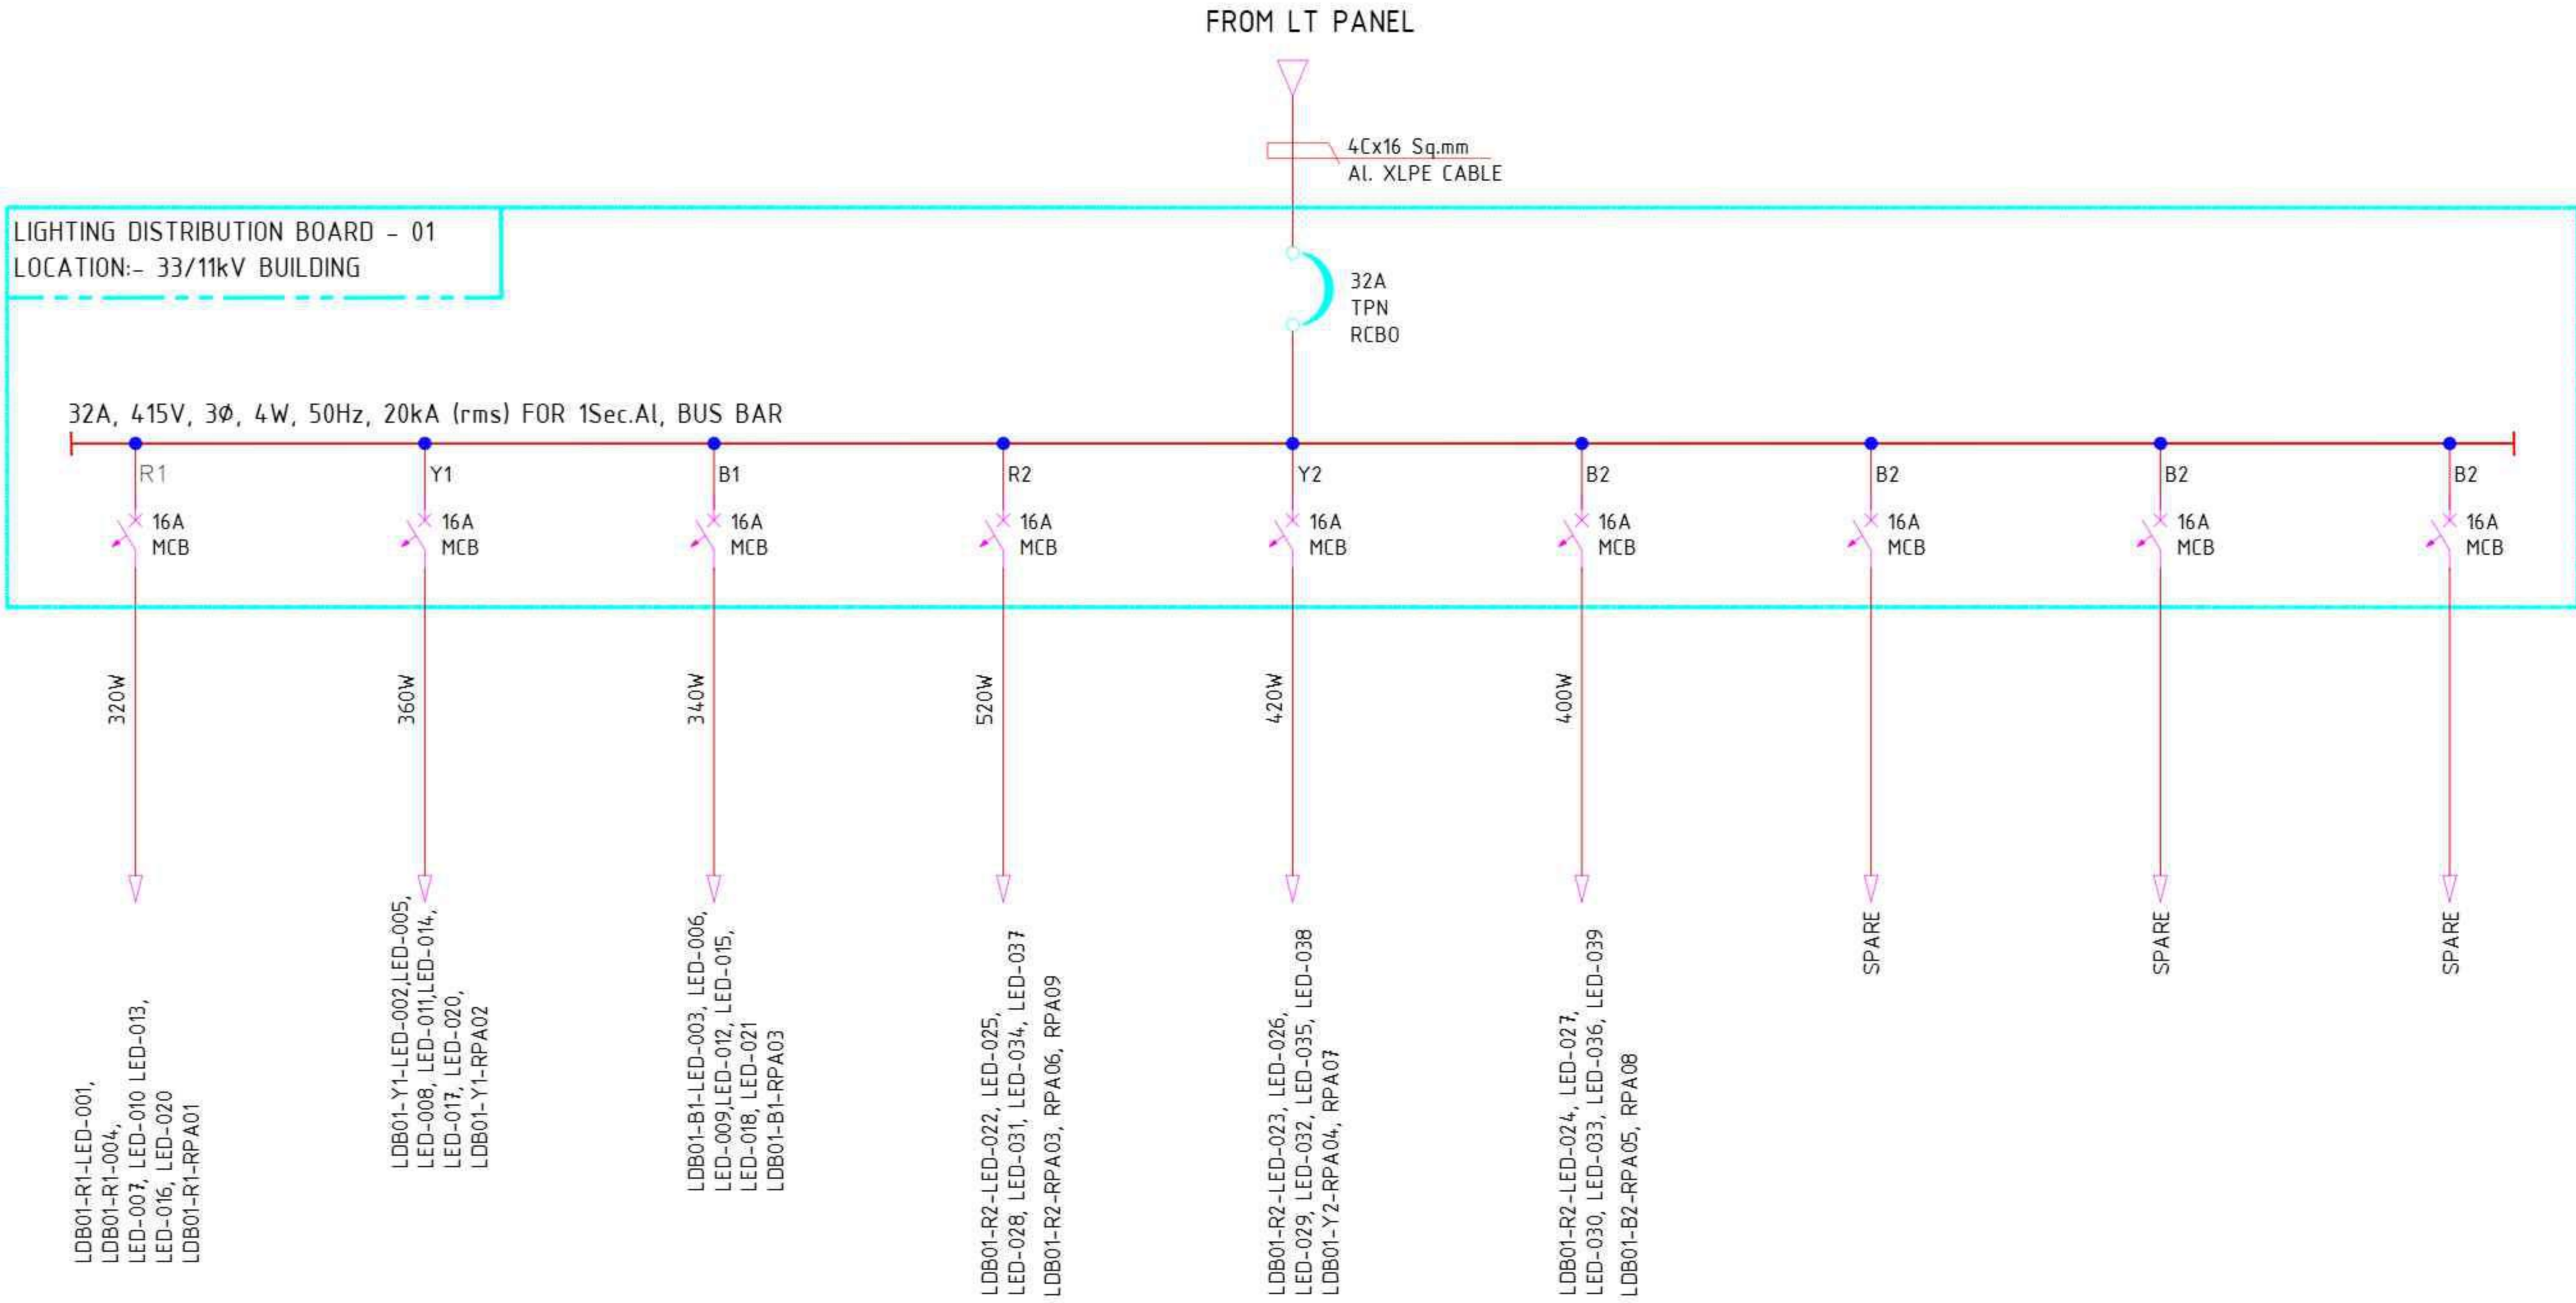 FROM LT PANEL
4Cx16 Sq.mm
Al. XLPE CABLE
LIGHTING DISTRIBUTION BOARD - 01
LOCATION:- 33/11kV BUILDING
32A
TPN
RCBO
32A, 415V, 3Ø, 4W, 50Hz, 20kA (rms) FOR 1Sec.Al, BUS BAR
R1
16A
MCB
320W
LDB01-R1-LED-001,
LDB01-R1-004,
LED-007, LED-010 LED-013,
LED-016, LED-020
LDB01-R1-RPA01
Y1
16A
MCB
360W
LDB01-Y1-LED-002,LED-005,
LED-008, LED-011,LED-014,
LED-017, LED-020,
LDB01-Y1-RPA02
B1
16A
MCB
340W
LDB01-B1-LED-003, LED-006,
LED-009,LED-012, LED-015,
LED-018, LED-021
LDB01-B1-RPA03
R2
16A
MCB
520W
LDB01-R2-LED-022, LED-025,
LED-028, LED-031, LED-034, LED-037
LDB01-R2-RPA03, RPA06, RPA09
Y2
16A
MCB
420W
LDB01-R2-LED-023, LED-026,
LED-029, LED-032, LED-035, LED-038
LDB01-Y2-RPA04, RPA07
B2
16A
MCB
400W
LDB01-R2-LED-024, LED-027,
LED-030, LED-033, LED-036, LED-039
LDB01-B2-RPA05, RPA08
B2
16A
MCB
SPARE
B2
16A
MCB
SPARE
B2
16A
MCB
SPARE